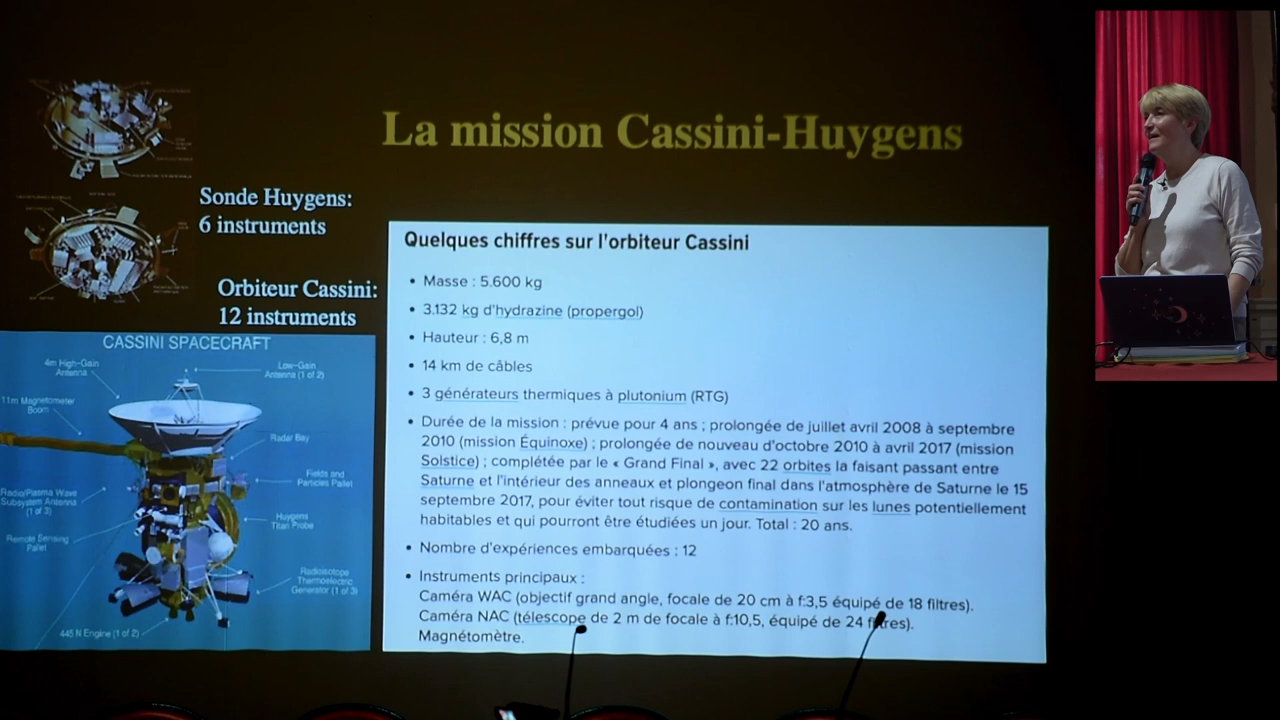 La mission Cassini-Huygens
Sonde Huygens:
6 instruments
Orbiteur Cassini:
12 instruments
CASSINI SPACECRAFT
4m High-Gain
Antenna
Low-Gain
Antenna (1 of 2)
11m Magnetometer
Boom
Radar Bay
Fields and
Particles Pallet
Radio/Plasma Wave
Subsystem Antenna
(1 of 3)
Huygens
Titan Probe
Remote Sensing
Pallet
Radioisotope
Thermoelectric
Generator (1 of 3)
445 N Engine (1 of 2)
Quelques chiffres sur l'orbiteur Cassini
• Masse : 5.600 kg
• 3.132 kg d'hydrazine (propergol)
• Hauteur : 6,8 m
• 14 km de câbles
• 3 générateurs thermiques à plutonium (RTG)
• Durée de la mission : prévue pour 4 ans ; prolongée de juillet avril 2008 à septembre
2010 (mission Équinoxe) ; prolongée de nouveau d'octobre 2010 à avril 2017 (mission
Solstice) ; complétée par le « Grand Final », avec 22 orbites la faisant passant entre
Saturne et l'intérieur des anneaux et plongeon final dans l'atmosphère de Saturne le 15
septembre 2017, pour éviter tout risque de contamination sur les lunes potentiellement
habitables et qui pourront être étudiées un jour. Total : 20 ans.
• Nombre d'expériences embarquées : 12
• Instruments principaux :
Caméra WAC (objectif grand angle, focale de 20 cm à f:3,5 équipé de 18 filtres).
Caméra NAC (télescope de 2 m de focale à f:10,5, équipé de 24 filtres).
Magnétomètre.